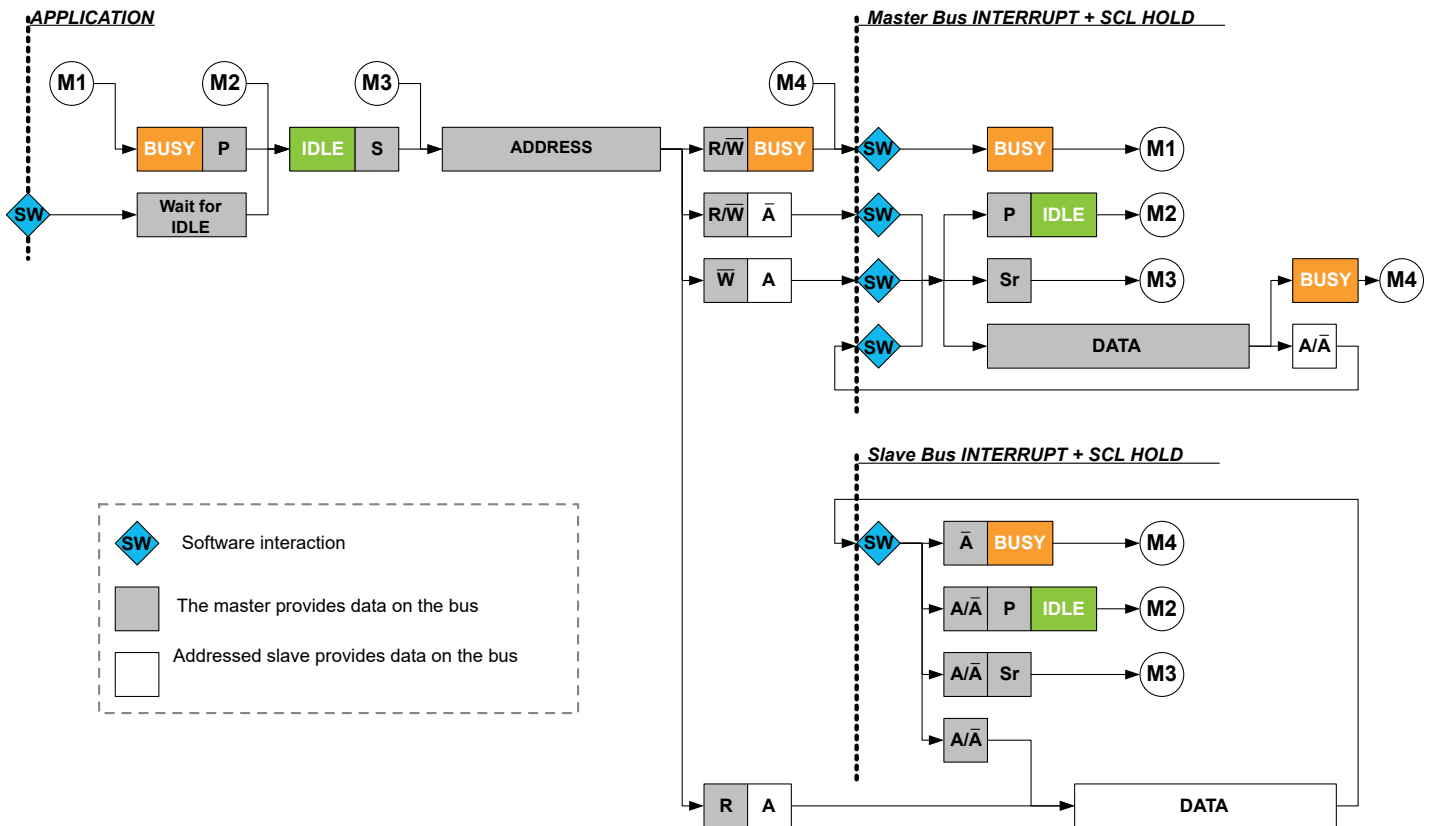 APPLICATION
Master Bus INTERRUPT + SCL HOLD
M1
M2
M3
M4
BUSY P
IDLE S
ADDRESS
R/W̅ BUSY
SW
BUSY
M1
SW
Wait for
IDLE
R/W̅ A̅
SW
P IDLE
M2
W̅ A
SW
Sr
M3
BUSY
M4
SW
DATA
A/A̅
Slave Bus INTERRUPT + SCL HOLD
SW
A̅ BUSY
M4
A/A̅ P IDLE
M2
A/A̅ Sr
M3
A/A̅
R A
DATA
SW Software interaction
The master provides data on the bus
Addressed slave provides data on the bus